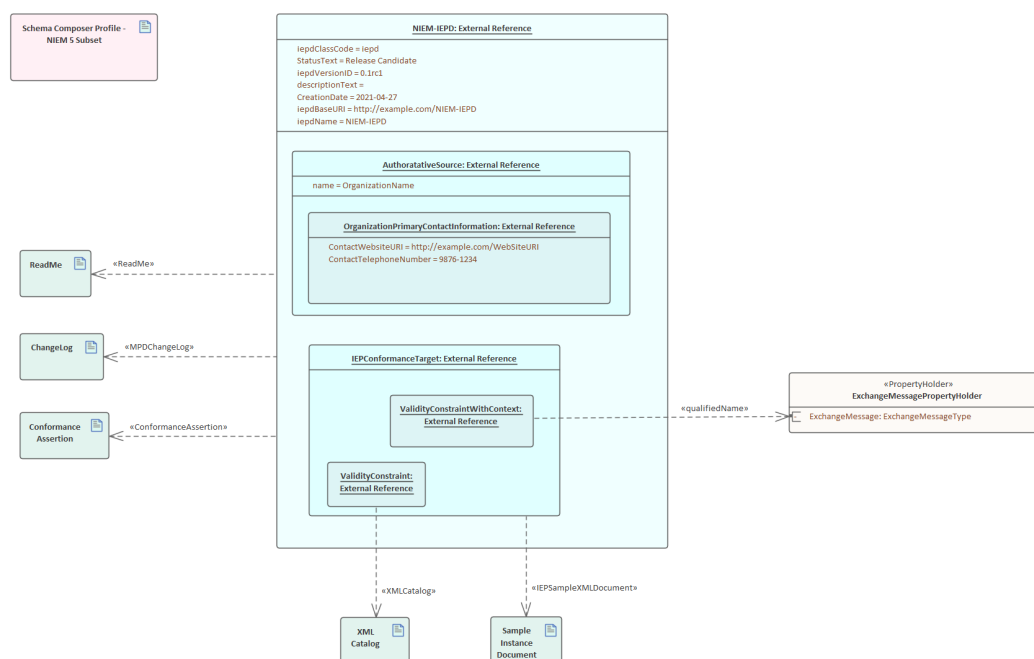 Schema Composer Profile -
NIEM 5 Subset
NIEM-IEPD: External Reference
iepdClassCode = iepd
StatusText = Release Candidate
iepdVersionID = 0.1rc1
descriptionText =
CreationDate = 2021-04-27
iepdBaseURI = http://example.com/NIEM-IEPD
iepdName = NIEM-IEPD
AuthoratativeSource: External Reference
name = OrganizationName
OrganizationPrimaryContactInformation: External Reference
ContactWebsiteURI = http://example.com/WebSiteURI
ContactTelephoneNumber = 9876-1234
ReadMe
«ReadMe»
ChangeLog
«MPDChangeLog»
IEPConformanceTarget: External Reference
«PropertyHolder»
ExchangeMessagePropertyHolder
ExchangeMessage: ExchangeMessageType
ValidityConstraintWithContext:
External Reference
«qualifiedName»
Conformance
Assertion
«ConformanceAssertion»
ValidityConstraint:
External Reference
«XMLCatalog»
«IEPSampleXMLDocument»
XML
Catalog
Sample
Instance
Document